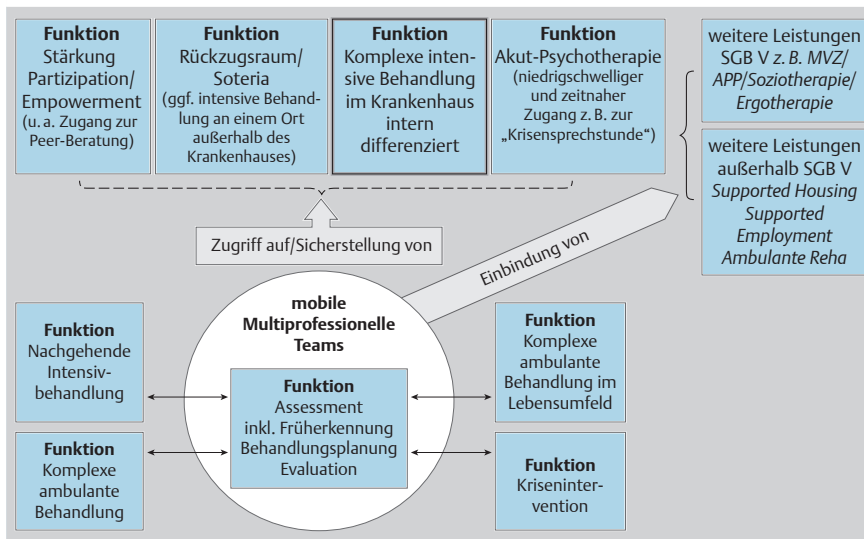 Funktion
Stärkung
Partizipation/
Empowerment
(u. a. Zugang zur
Peer-Beratung)
Funktion
Rückzugsraum/
Soteria
(ggf. intensive Behand-
lung an einem Ort
außerhalb des
Krankenhauses)
Funktion
Komplexe inten-
sive Behandlung
im Krankenhaus
intern
differenziert
Funktion
Akut-Psychotherapie
(niedrigschwelliger
und zeitnaher
Zugang z. B. zur
„Krisensprechstunde“)
weitere Leistungen
SGB V z. B. MVZ/
APP/Soziotherapie/
Ergotherapie
weitere Leistungen
außerhalb SGB V
Supported Housing
Supported
Employment
Ambulante Reha
Zugriff auf/Sicherstellung von
Einbindung von
mobile
Multiprofessionelle
Teams
Funktion
Nachgehende
Intensiv-
behandlung
Funktion
Komplexe
ambulante
Behandlung
Funktion
Assessment
inkl. Früherkennung
Behandlungsplanung
Evaluation
Funktion
Komplexe
ambulante
Behandlung im
Lebensumfeld
Funktion
Kriseninter-
vention